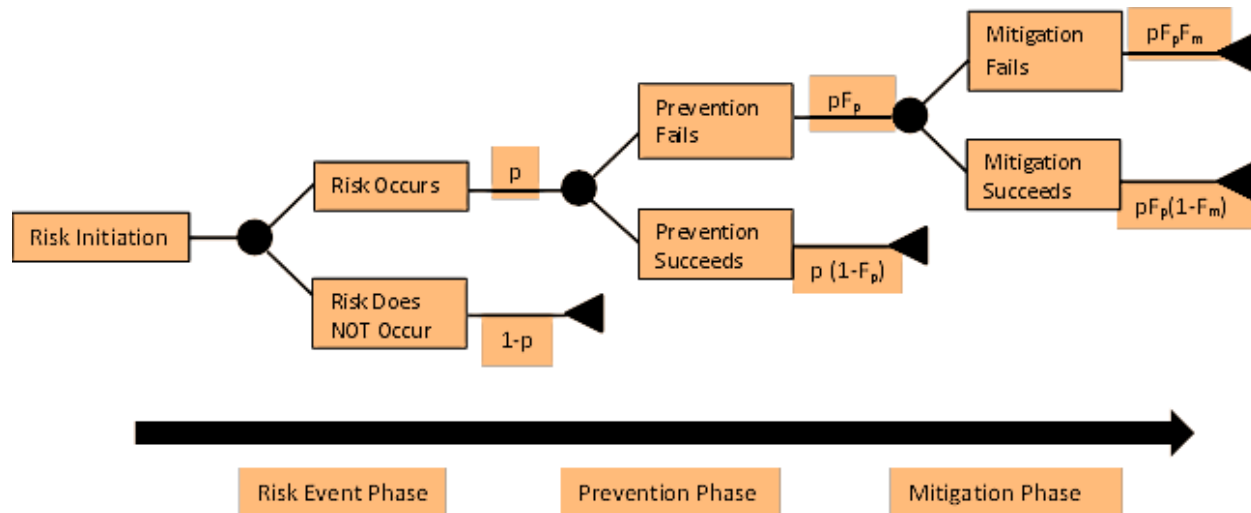 Risk Initiation
Risk Occurs
p
Risk Does
NOT Occur
1-p
Prevention
Fails
pFₚ
Prevention
Succeeds
p (1-Fₚ)
Mitigation
Fails
pFₚFₘ
Mitigation
Succeeds
pFₚ(1-Fₘ)
Risk Event Phase
Prevention Phase
Mitigation Phase